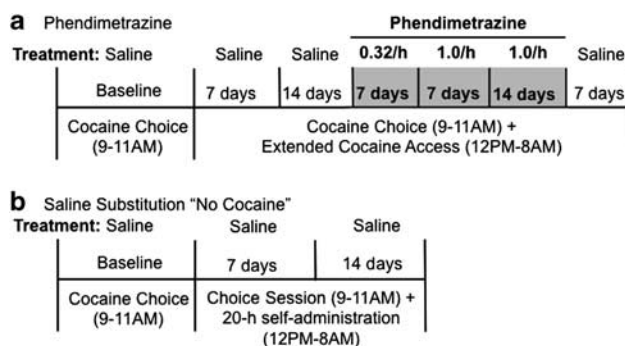 a Phendimetrazine
Phendimetrazine
Treatment: Saline Saline Saline 0.32/h 1.0/h 1.0/h Saline
Baseline 7 days 14 days 7 days 7 days 14 days 7 days
Cocaine Choice
(9-11AM)
Cocaine Choice (9-11AM) +
Extended Cocaine Access (12PM-8AM)
b Saline Substitution "No Cocaine"
Treatment: Saline Saline Saline
Baseline 7 days 14 days
Cocaine Choice
(9-11AM)
Choice Session (9-11AM) +
20-h self-administration
(12PM-8AM)